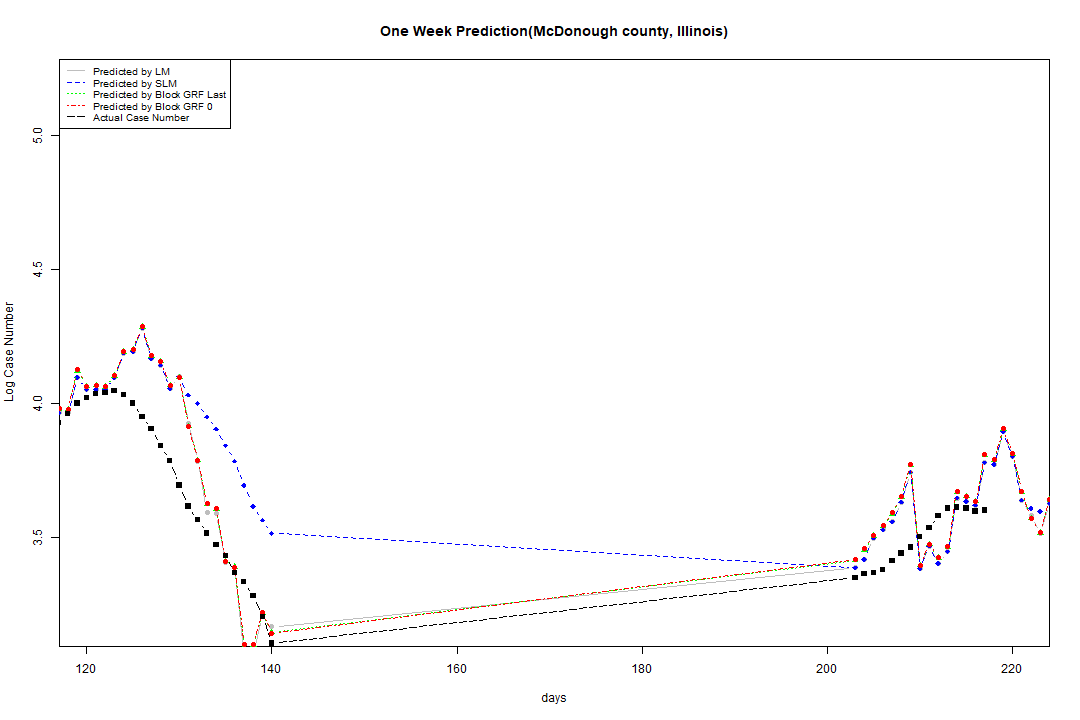 One Week Prediction(McDonough county, Illinois)
Predicted by LM
Predicted by SLM
Predicted by Block GRF Last
Predicted by Block GRF 0
Actual Case Number
Log Case Number
5.0
4.5
4.0
3.5
120 140 160 180 200 220
days